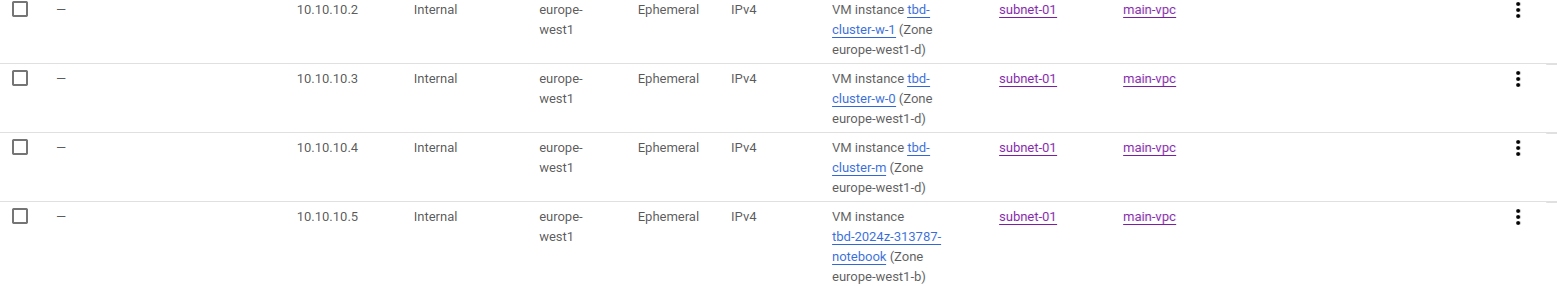 — 10.10.10.2 Internal europe- Ephemeral IPv4 VM instance tbd- subnet-01 main-vpc
west1 cluster-w-1 (Zone
europe-west1-d)
— 10.10.10.3 Internal europe- Ephemeral IPv4 VM instance tbd- subnet-01 main-vpc
west1 cluster-w-0 (Zone
europe-west1-d)
— 10.10.10.4 Internal europe- Ephemeral IPv4 VM instance tbd- subnet-01 main-vpc
west1 cluster-m (Zone
europe-west1-d)
— 10.10.10.5 Internal europe- Ephemeral IPv4 VM instance subnet-01 main-vpc
west1 tbd-2024z-313787-
notebook (Zone
europe-west1-b)